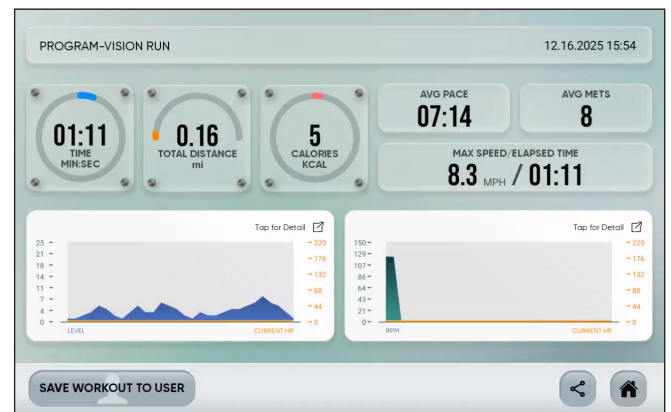 PROGRAM-VISION RUN
12.16.2025 15:54
01:11
TIME
MIN:SEC
0.16
TOTAL DISTANCE
mi
5
CALORIES
KCAL
AVG PACE
07:14
AVG METS
8
MAX SPEED/ELAPSED TIME
8.3 MPH / 01:11
Tap for Detail
25
21
18
14
11
7
4
0
220
176
132
88
44
0
LEVEL
CURRENT HR
Tap for Detail
150
129
107
86
64
43
21
0
220
176
132
88
44
0
RPM
CURRENT HR
SAVE WORKOUT TO USER